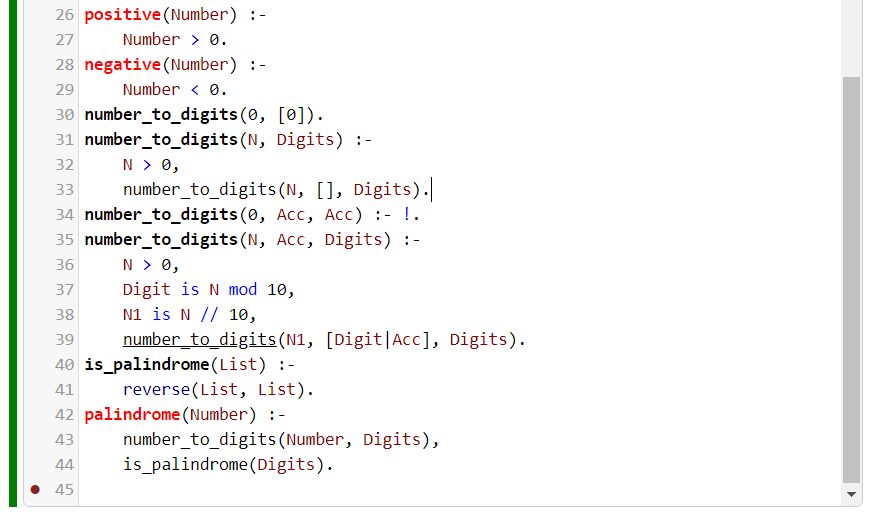 26 positive(Number) :-
27     Number > 0.
28 negative(Number) :-
29     Number < 0.
30 number_to_digits(0, [0]).
31 number_to_digits(N, Digits) :-
32     N > 0,
33     number_to_digits(N, [], Digits).
34 number_to_digits(0, Acc, Acc) :- !.
35 number_to_digits(N, Acc, Digits) :-
36     N > 0,
37     Digit is N mod 10,
38     N1 is N // 10,
39     number_to_digits(N1, [Digit|Acc], Digits).
40 is_palindrome(List) :-
41     reverse(List, List).
42 palindrome(Number) :-
43     number_to_digits(Number, Digits),
44     is_palindrome(Digits).
45